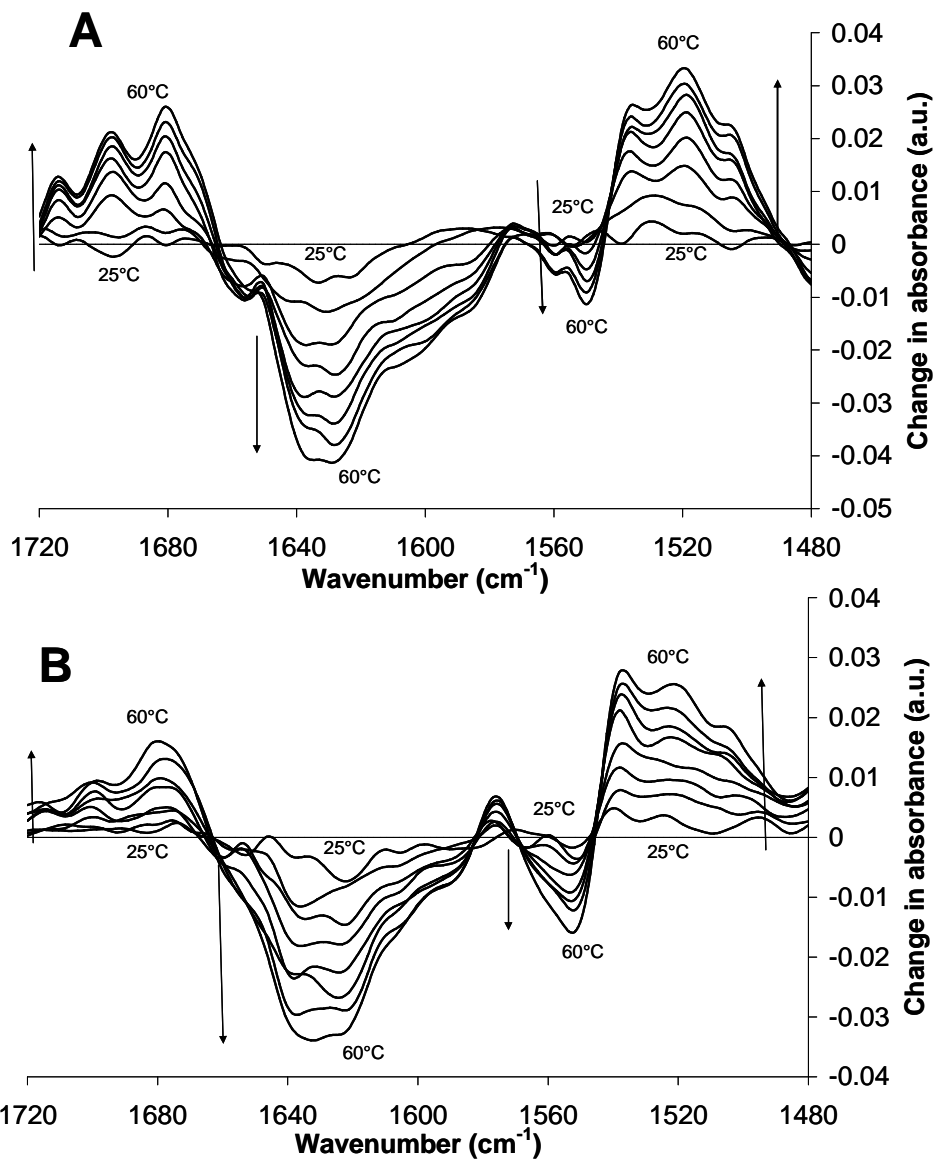 A
0.04
60°C
0.03
60°C
0.02
0.01
25°C
0
25°C
25°C
25°C
-0.01
60°C
-0.02
-0.03
-0.04
60°C
-0.05
Change in absorbance (a.u.)
1720 1680 1640 1600 1560 1520 1480
Wavenumber (cm-1)
0.04
B
60°C
0.03
60°C
0.02
0.01
25°C
0
25°C
25°C
25°C
-0.01
60°C
-0.02
-0.03
60°C
-0.04
Change in absorbance (a.u.)
1720 1680 1640 1600 1560 1520 1480
Wavenumber (cm-1)